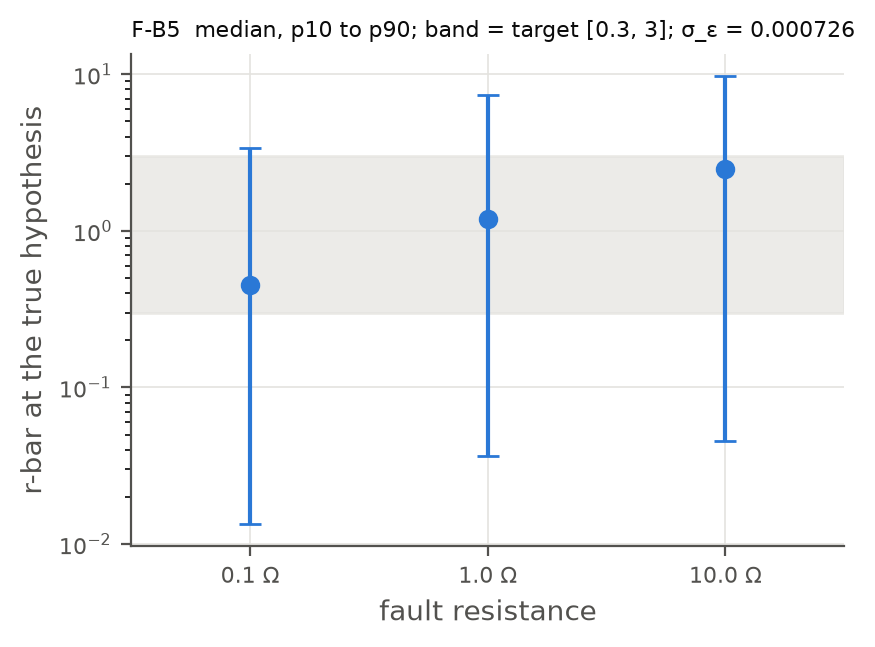 F-B5  median, p10 to p90; band = target [0.3, 3]; σ_ε = 0.000726
r-bar at the true hypothesis
10¹
10⁰
10⁻¹
10⁻²
0.1 Ω
1.0 Ω
10.0 Ω
fault resistance